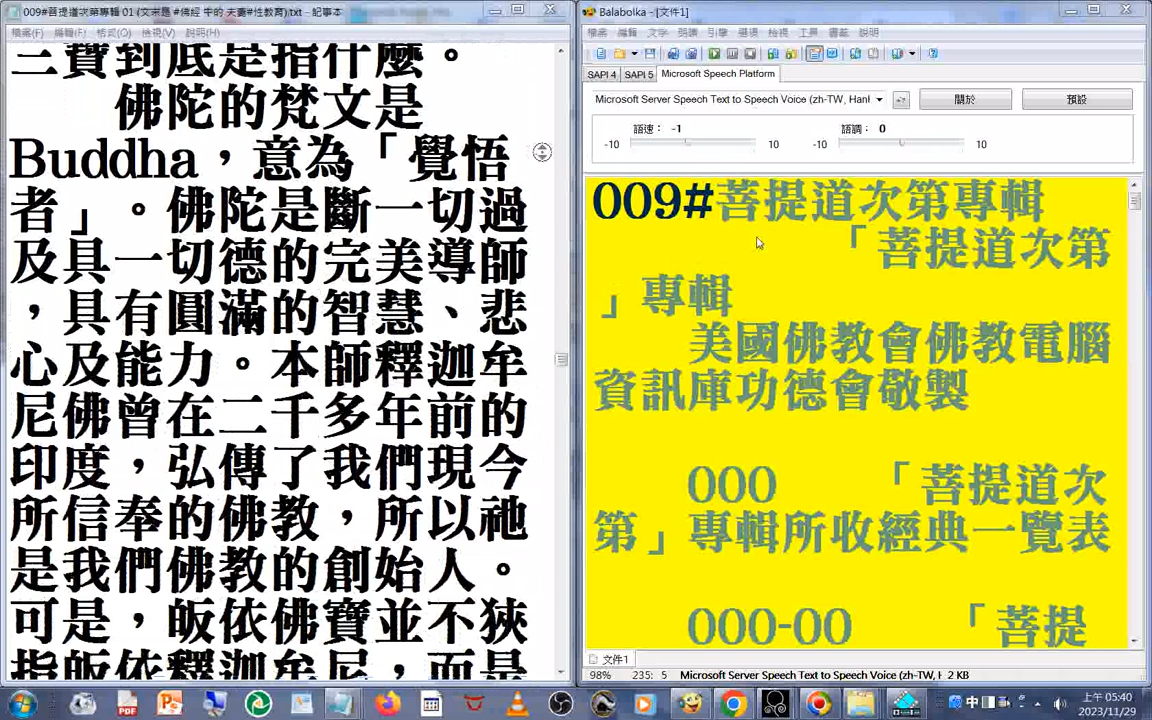 009#菩提道次第專輯 01 (文末是 #佛經 中的 夫妻#性教育).txt - 記事本
檔案(F) 編輯(E) 格式(O) 檢視(V) 說明(H)
三寶到底是指什麼。
佛陀的梵文是
Buddha，意為「覺悟
者」。佛陀是斷一切過
及具一切德的完美導師
，具有圓滿的智慧、悲
心及能力。本師釋迦牟
尼佛曾在二千多年前的
印度，弘傳了我們現今
所信奉的佛教，所以祂
是我們佛教的創始人。
可是，皈依佛寶並不狹
指皈依釋迦牟尼，而是
Balabolka - [文件1]
檔案 編輯 文字 朗讀 引擎 選項 檢視 工具 書籤 說明
SAPI 4 SAPI 5 Microsoft Speech Platform
Microsoft Server Speech Text to Speech Voice (zh-TW, Hanl
關於 預設
語速： -1 語調： 0
-10 10 -10 10
009#菩提道次第專輯
「菩提道次第
」專輯
美國佛教會佛教電腦
資訊庫功德會敬製
000 「菩提道次
第」專輯所收經典一覽表
000-00 「菩提
文件1
98% 235: 5 Microsoft Server Speech Text to Speech Voice (zh-TW, H 2 KB
中
上午 05:40
2023/11/29